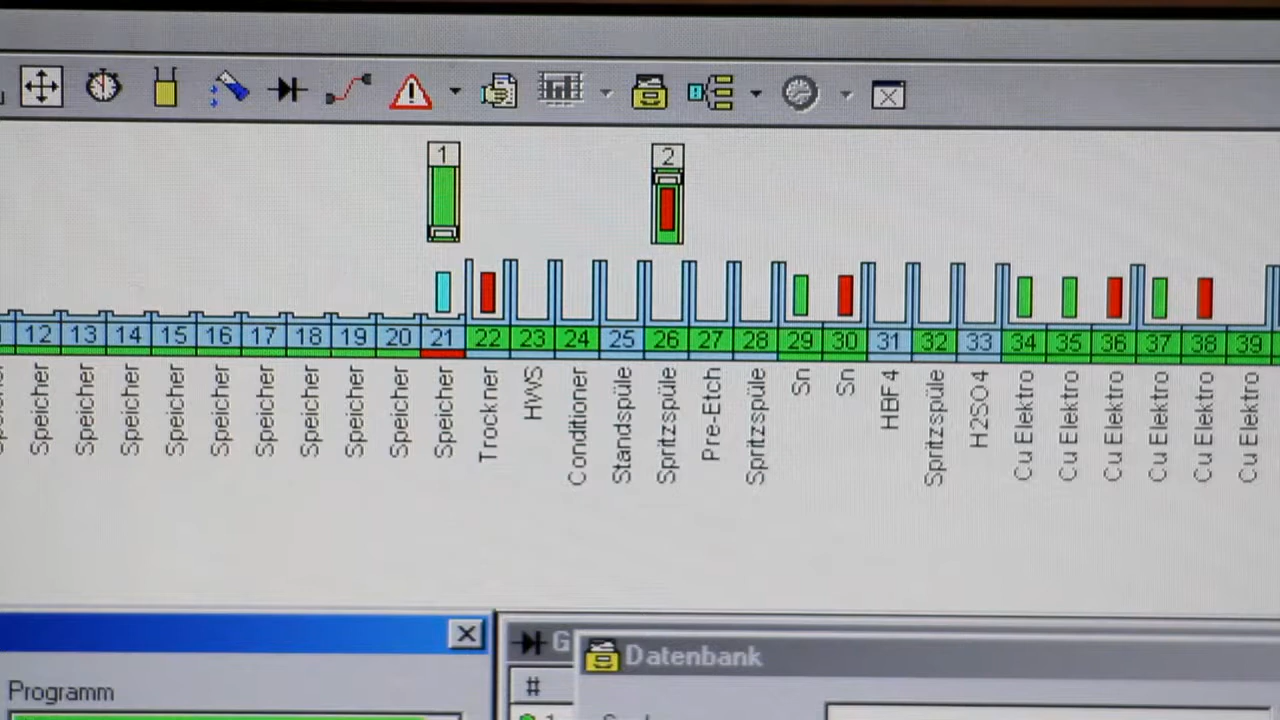 1 2
12 13 14 15 16 17 18 19 20 21 22 23 24 25 26 27 28 29 30 31 32 33 34 35 36 37 38 39
Speicher
Speicher
Speicher
Speicher
Speicher
Speicher
Speicher
Speicher
Speicher
Speicher
Trockner
HWS
Conditioner
Standspüle
Spritzspüle
Pre-Etch
Spritzspüle
Sn
Sn
HBF4
Spritzspüle
H2SO4
Cu Elektro
Cu Elektro
Cu Elektro
Cu Elektro
Cu Elektro
Cu Elektro
G
Datenbank
Programm
#